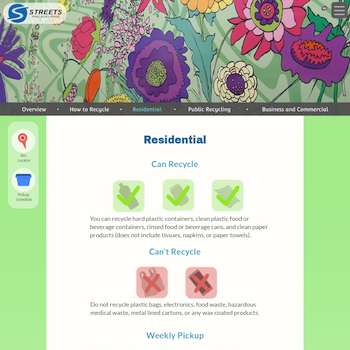 STREETS
PHILADELPHIA
Overview • How to Recycle • Residential • Public Recycling • Business and Commercial
Bin
Locator
Pickup
Schedule
Residential
Can Recycle
You can recycle hard plastic containers, clean plastic food or
beverage containers, rinsed food or beverage cans, and clean paper
products (does not include tissues, napkins, or paper towels).
Can't Recycle
Do not recycle plastic bags, electronics, food waste, hazardous
medical waste, metal lined cartons, or any wax coated products.
Weekly Pickup